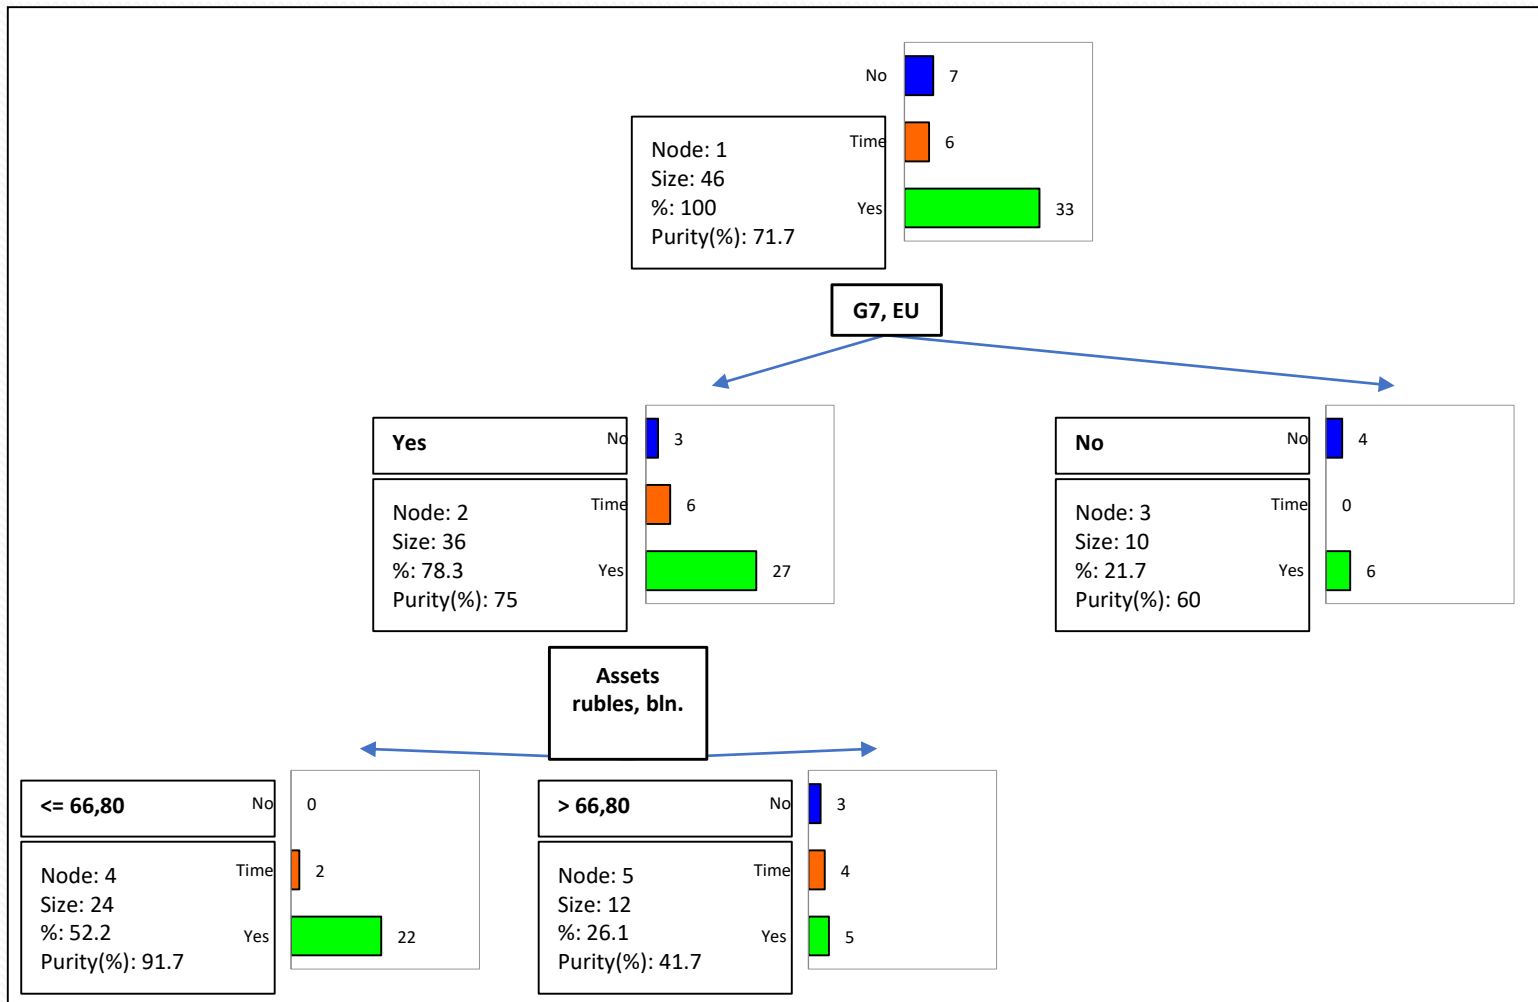 No 7
Time 6
Yes 33
Node: 1
Size: 46
%: 100
Purity(%): 71.7
G7, EU
Yes
No 3
Time 6
Yes 27
Node: 2
Size: 36
%: 78.3
Purity(%): 75
No
No 4
Time 0
Yes 6
Node: 3
Size: 10
%: 21.7
Purity(%): 60
Assets
rubles, bln.
<= 66,80
No 0
Time 2
Yes 22
Node: 4
Size: 24
%: 52.2
Purity(%): 91.7
> 66,80
No 3
Time 4
Yes 5
Node: 5
Size: 12
%: 26.1
Purity(%): 41.7